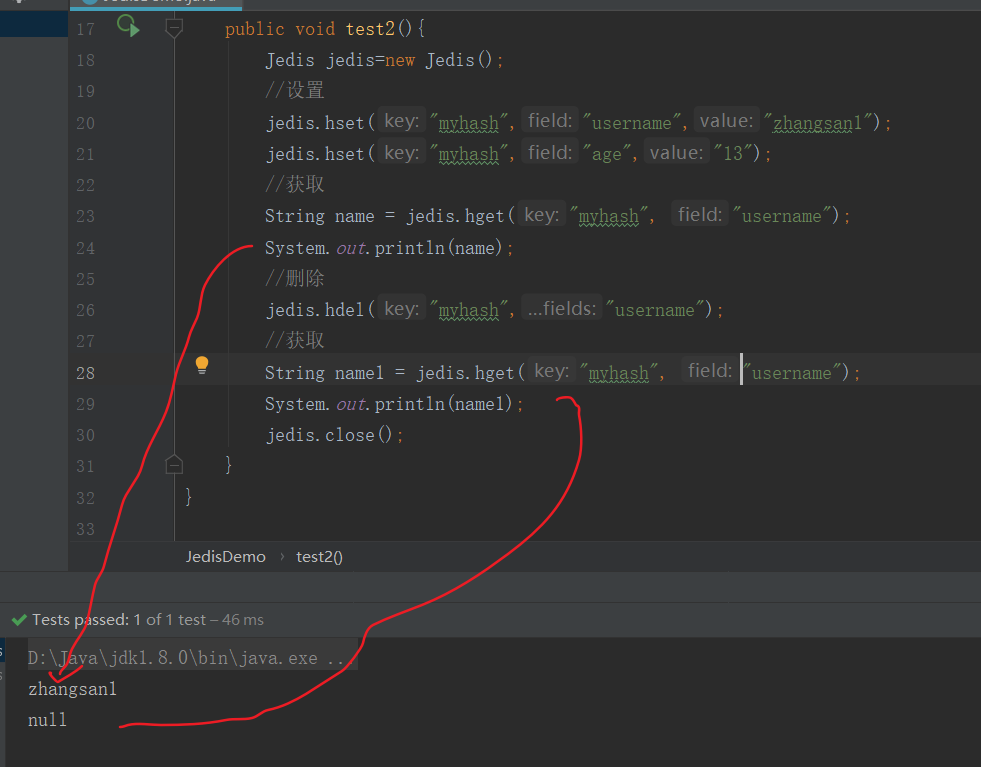 17 public void test2(){
18 Jedis jedis=new Jedis();
19 //设置
20 jedis.hset( key: "myhash", field: "username", value: "zhangsan1");
21 jedis.hset( key: "myhash", field: "age", value: "13");
22 //获取
23 String name = jedis.hget( key: "myhash", field: "username");
24 System.out.println(name);
25 //删除
26 jedis.hdel( key: "myhash", ...fields: "username");
27 //获取
28 String name1 = jedis.hget( key: "myhash", field: "username");
29 System.out.println(name1);
30 jedis.close();
31 }
32 }
33
JedisDemo › test2()
Tests passed: 1 of 1 test – 46 ms
D:\Java\jdk1.8.0\bin\java.exe ...
zhangsan1
null